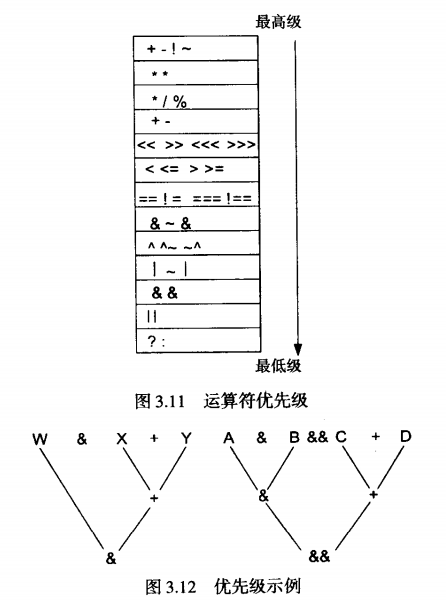 最高级
+ - ! ~
* *
* / %
+ -
<< >> <<< >>>
< <= > >=
== ! = === !==
& ~ &
^ ^~ ~^
| ~ |
& &
||
? :
最低级
图 3.11 运算符优先级
W & X + Y A & B && C + D
+ & +
& &&
图 3.12 优先级示例